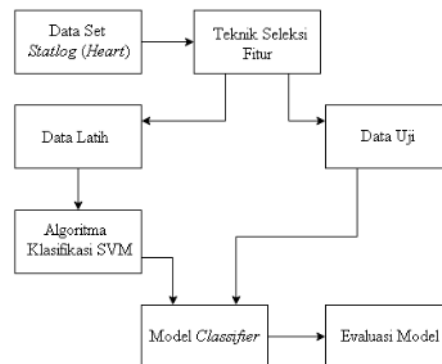 Data Set
Statlog (Heart)
Teknik Seleksi
Fitur
Data Latih
Data Uji
Algoritma
Klasifikasi SVM
Model Classifier
Evaluasi Model